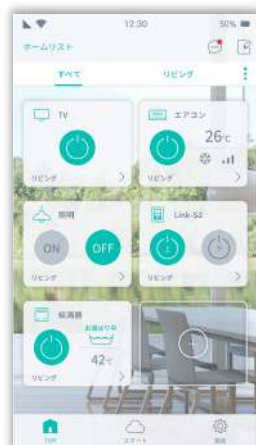 12:30 50%
ホームリスト
すべて リビング
TV
リビング
エアコン
26℃
リビング
照明
ON OFF
リビング
Link-S2
リビング
給湯器
お湯はり中
42℃
リビング
TOP スマート 設定